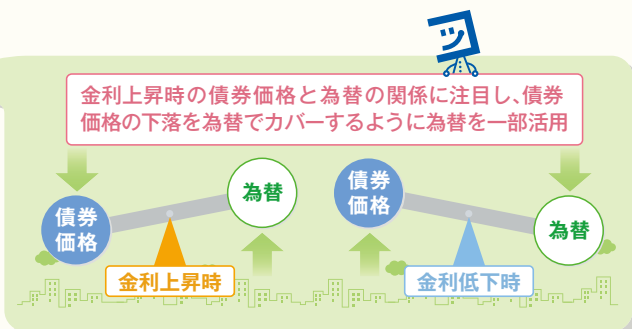 ツ
金利上昇時の債券価格と為替の関係に注目し、債券
価格の下落を為替でカバーするように為替を一部活用
債券
価格
為替
金利上昇時
債券
価格
為替
金利低下時